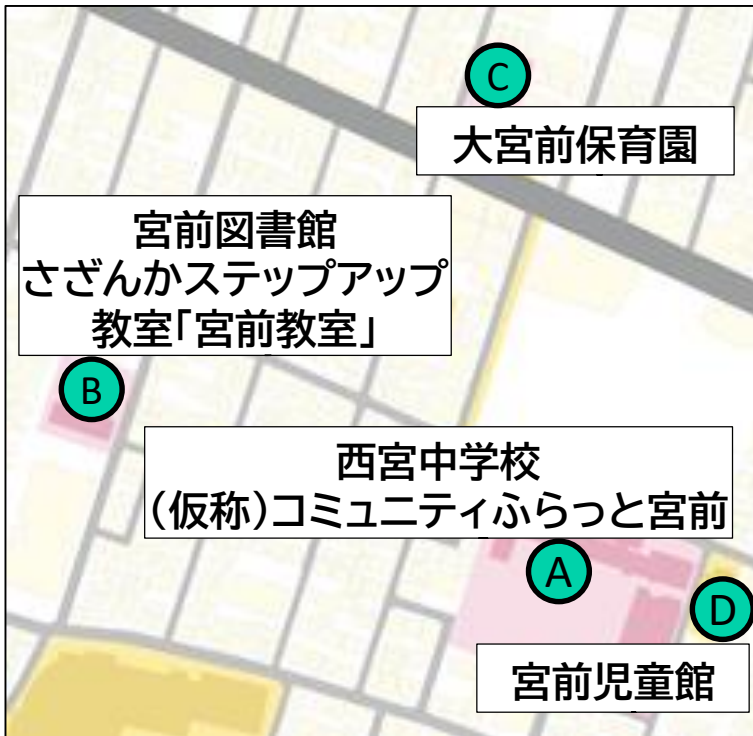 C
大宮前保育園
宮前図書館
さざんかステップアップ
教室「宮前教室」
B
西宮中学校
（仮称）コミュニティふらっと宮前
A
D
宮前児童館